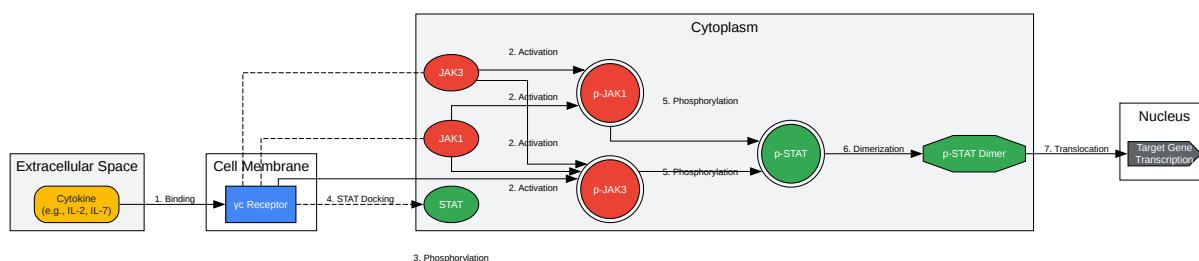 Cytoplasm
2. Activation
JAK3
p-JAK1
2. Activation
5. Phosphorylation
Nucleus
JAK1
2. Activation
p-STAT
6. Dimerization
p-STAT Dimer
7. Translocation
Target Gene
Transcription
Extracellular Space
Cell Membrane
5. Phosphorylation
2. Activation
p-JAK3
Cytokine
(e.g., IL-2, IL-7)
1. Binding
γc Receptor
4. STAT Docking
STAT
3. Phosphorylation